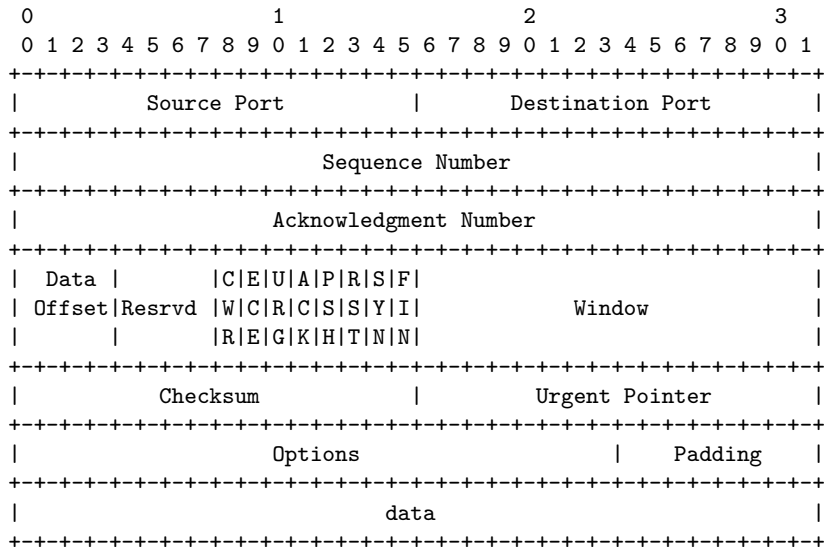 0                   1                   2                   3
 0 1 2 3 4 5 6 7 8 9 0 1 2 3 4 5 6 7 8 9 0 1 2 3 4 5 6 7 8 9 0 1
+-+-+-+-+-+-+-+-+-+-+-+-+-+-+-+-+-+-+-+-+-+-+-+-+-+-+-+-+-+-+-+-+
|          Source Port          |       Destination Port        |
+-+-+-+-+-+-+-+-+-+-+-+-+-+-+-+-+-+-+-+-+-+-+-+-+-+-+-+-+-+-+-+-+
|                        Sequence Number                        |
+-+-+-+-+-+-+-+-+-+-+-+-+-+-+-+-+-+-+-+-+-+-+-+-+-+-+-+-+-+-+-+-+
|                    Acknowledgment Number                      |
+-+-+-+-+-+-+-+-+-+-+-+-+-+-+-+-+-+-+-+-+-+-+-+-+-+-+-+-+-+-+-+-+
|  Data |       |C|E|U|A|P|R|S|F|                               |
| Offset|Resrvd |W|C|R|C|S|S|Y|I|            Window             |
|       |       |R|E|G|K|H|T|N|N|                               |
+-+-+-+-+-+-+-+-+-+-+-+-+-+-+-+-+-+-+-+-+-+-+-+-+-+-+-+-+-+-+-+-+
|           Checksum            |         Urgent Pointer        |
+-+-+-+-+-+-+-+-+-+-+-+-+-+-+-+-+-+-+-+-+-+-+-+-+-+-+-+-+-+-+-+-+
|                    Options                    |    Padding    |
+-+-+-+-+-+-+-+-+-+-+-+-+-+-+-+-+-+-+-+-+-+-+-+-+-+-+-+-+-+-+-+-+
|                             data                              |
+-+-+-+-+-+-+-+-+-+-+-+-+-+-+-+-+-+-+-+-+-+-+-+-+-+-+-+-+-+-+-+-+